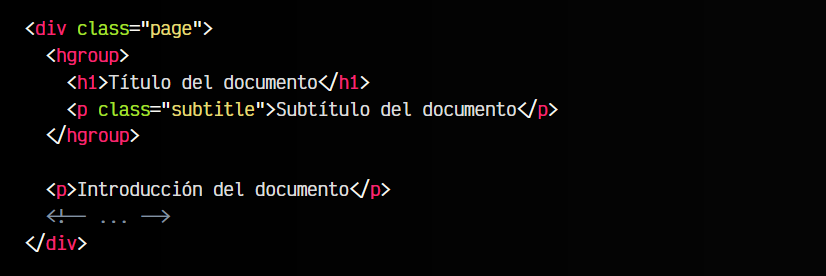 <div class="page">
<hgroup>
<h1>Título del documento</h1>
<p class="subtitle">Subtítulo del documento</p>
</hgroup>
<p>Introducción del documento</p>
<!-- ... -->
</div>